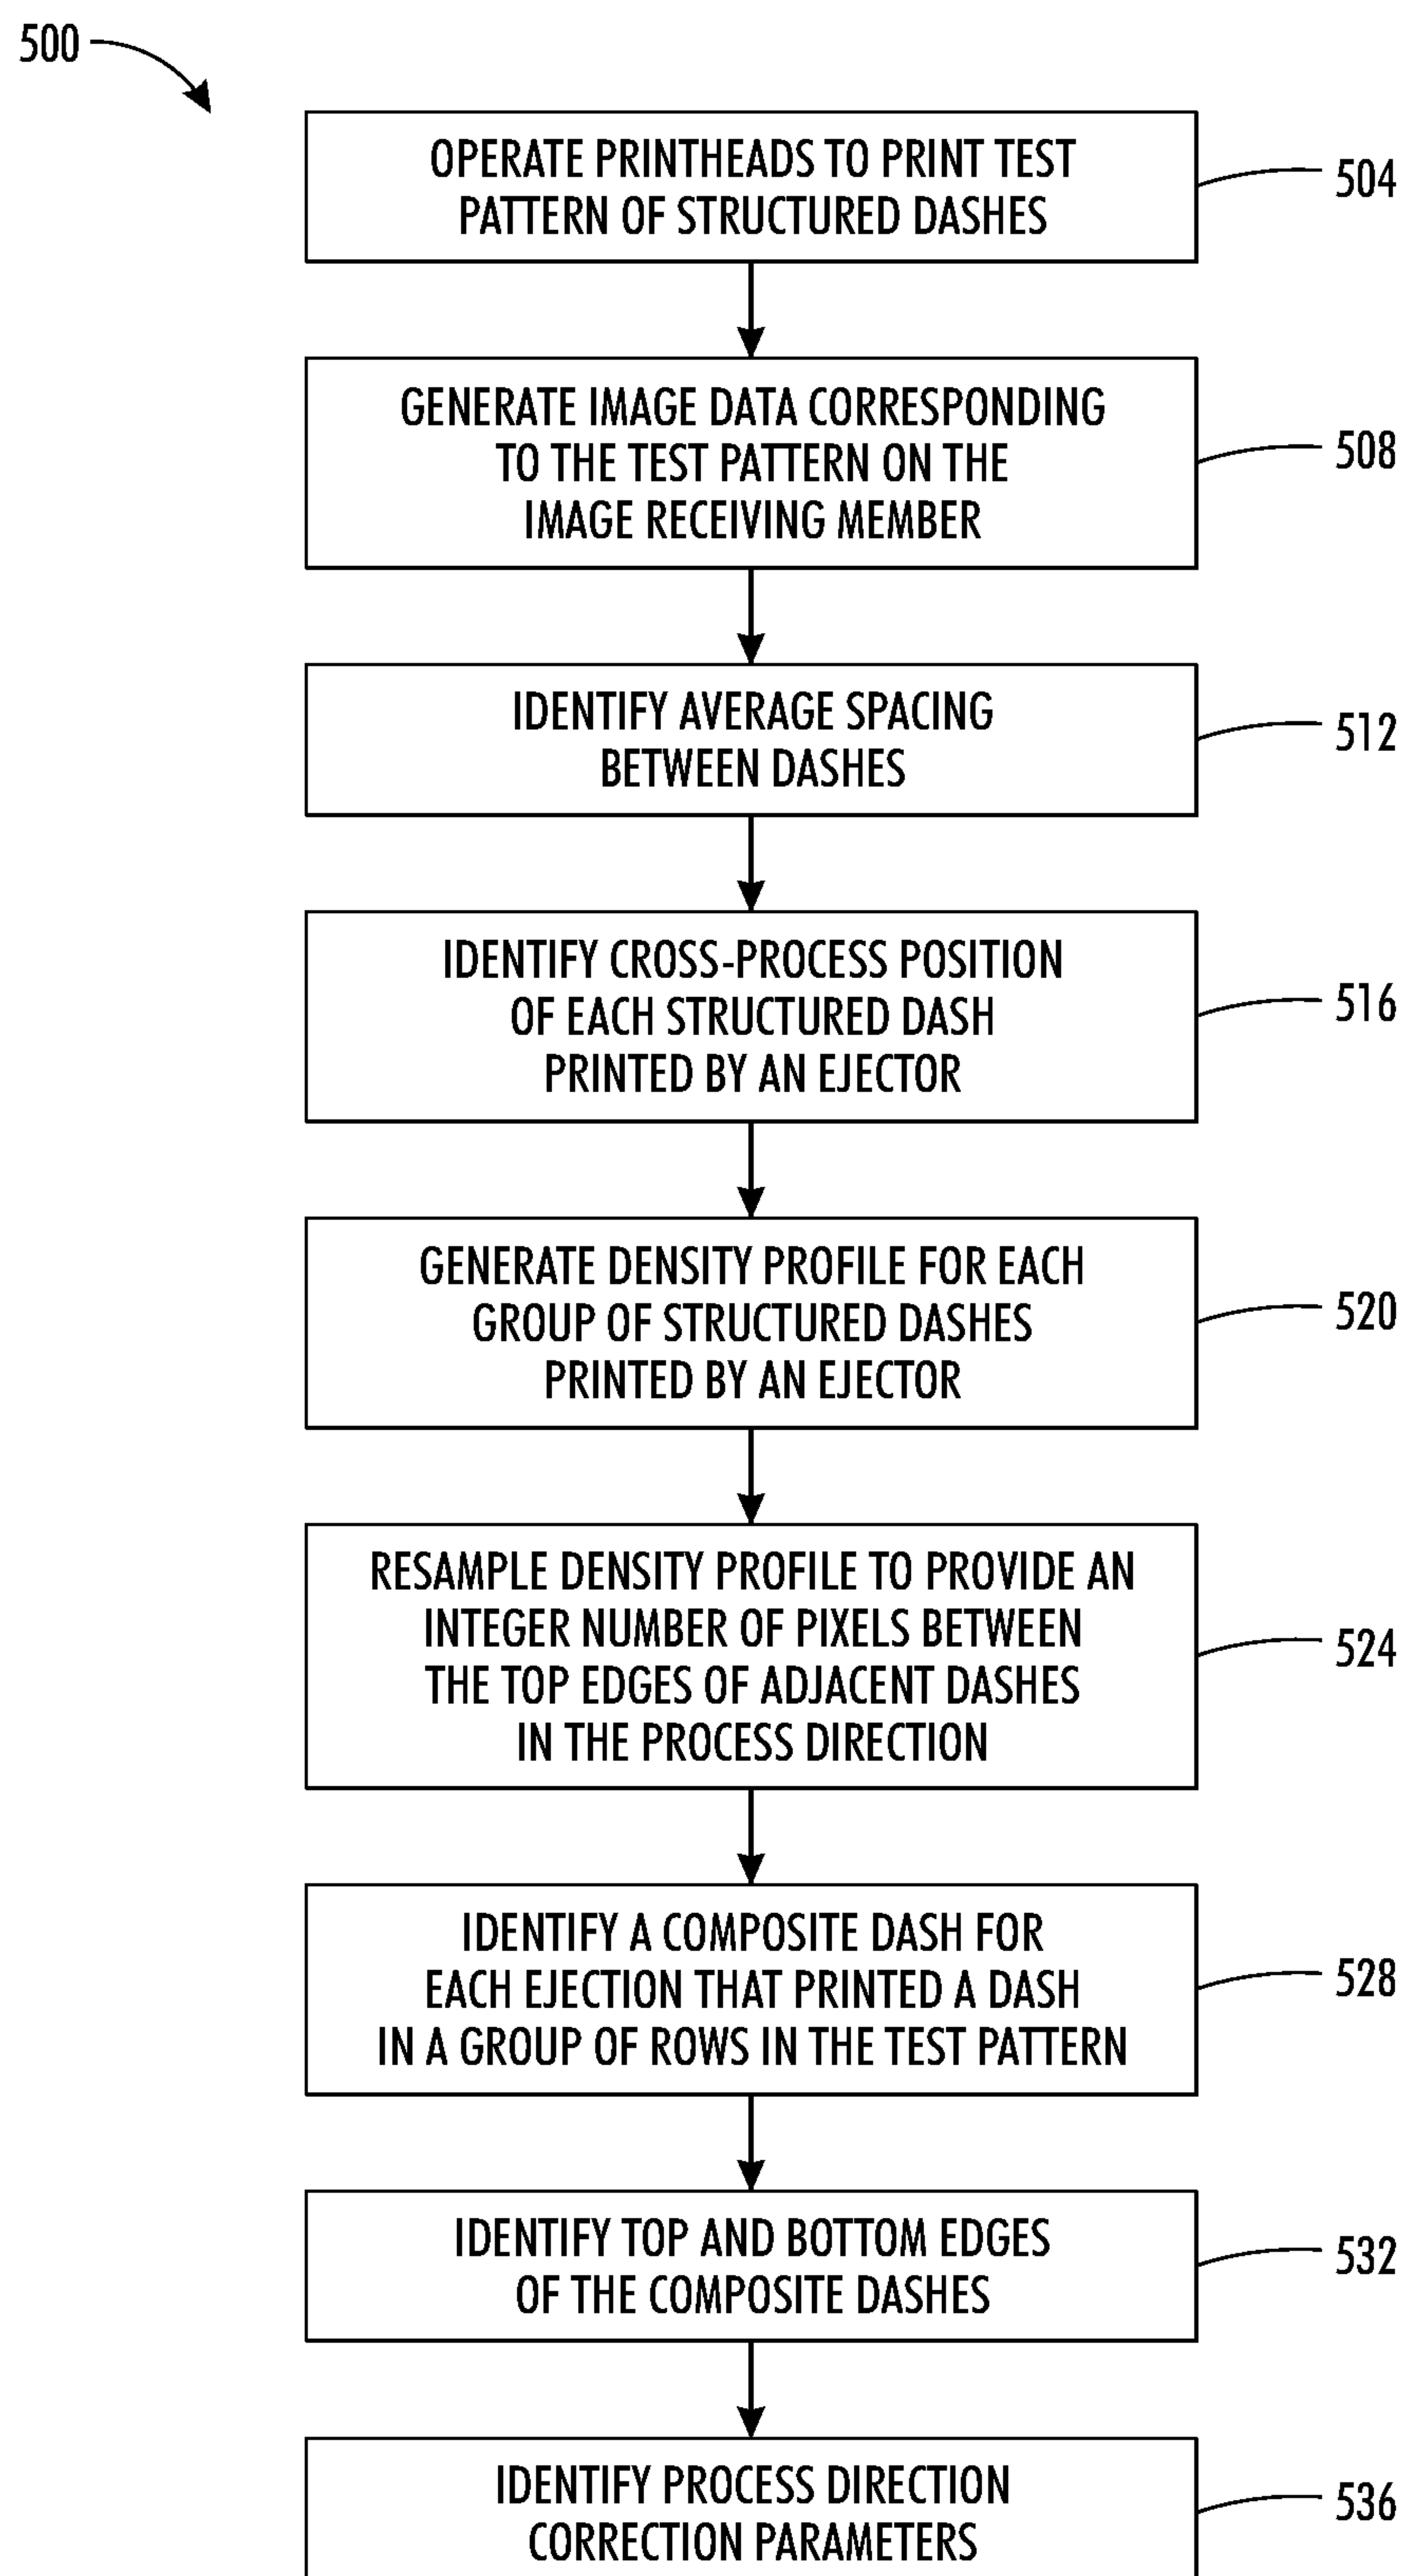 500
OPERATE PRINTHEADS TO PRINT TEST
PATTERN OF STRUCTURED DASHES
504
GENERATE IMAGE DATA CORRESPONDING
TO THE TEST PATTERN ON THE
IMAGE RECEIVING MEMBER
508
IDENTIFY AVERAGE SPACING
BETWEEN DASHES
512
IDENTIFY CROSS-PROCESS POSITION
OF EACH STRUCTURED DASH
PRINTED BY AN EJECTOR
516
GENERATE DENSITY PROFILE FOR EACH
GROUP OF STRUCTURED DASHES
PRINTED BY AN EJECTOR
520
RESAMPLE DENSITY PROFILE TO PROVIDE AN
INTEGER NUMBER OF PIXELS BETWEEN
THE TOP EDGES OF ADJACENT DASHES
IN THE PROCESS DIRECTION
524
IDENTIFY A COMPOSITE DASH FOR
EACH EJECTION THAT PRINTED A DASH
IN A GROUP OF ROWS IN THE TEST PATTERN
528
IDENTIFY TOP AND BOTTOM EDGES
OF THE COMPOSITE DASHES
532
IDENTIFY PROCESS DIRECTION
CORRECTION PARAMETERS
536